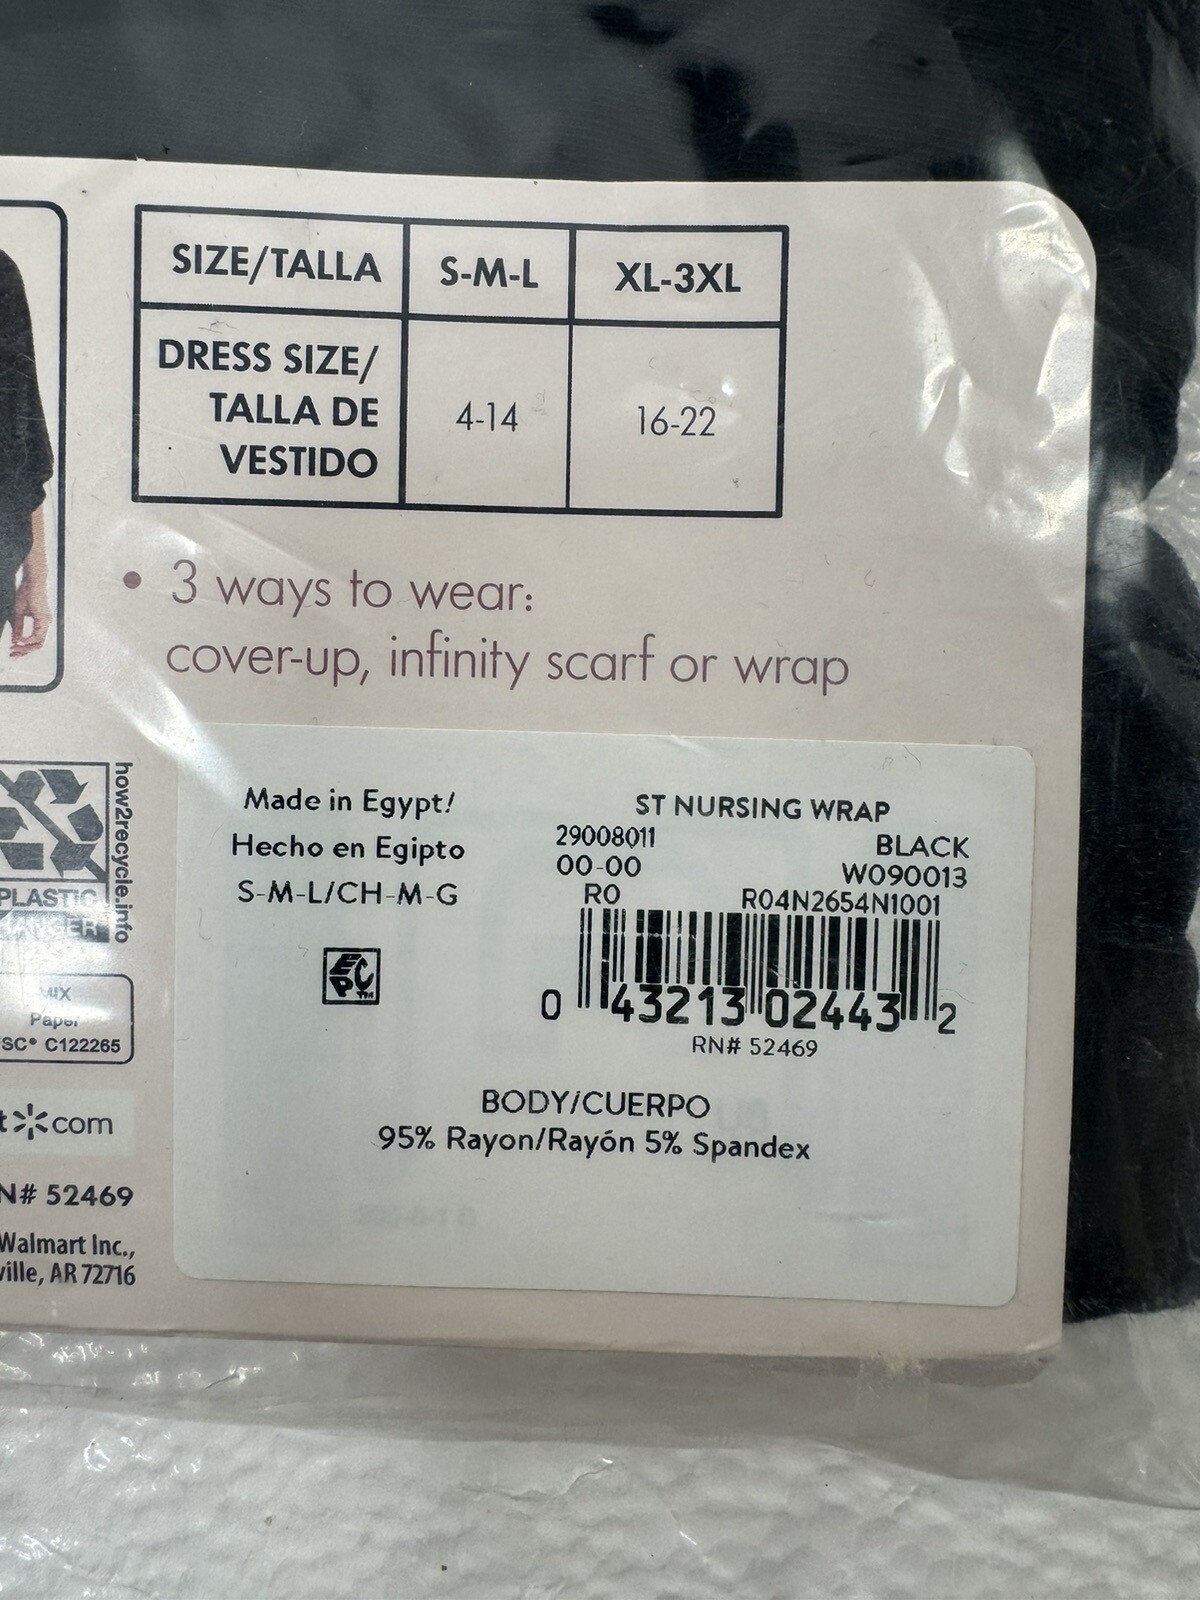 SIZE/TALLA S-M-L XL-3XL
DRESS SIZE/
TALLA DE
VESTIDO
4-14 16-22
• 3 ways to wear:
cover-up, infinity scarf or wrap
how2recycle.info
PLASTIC
Paper
C122265
com
52469
Walmart Inc.,
AR 72716
Made in Egypt/
Hecho en Egipto
S-M-L/CH-M-G
EPC™
ST NURSING WRAP
29008011 BLACK
00-00 W090013
R0 R04N2654N1001
0 43213 02443 2
RN# 52469
BODY/CUERPO
95% Rayon/Rayón 5% Spandex